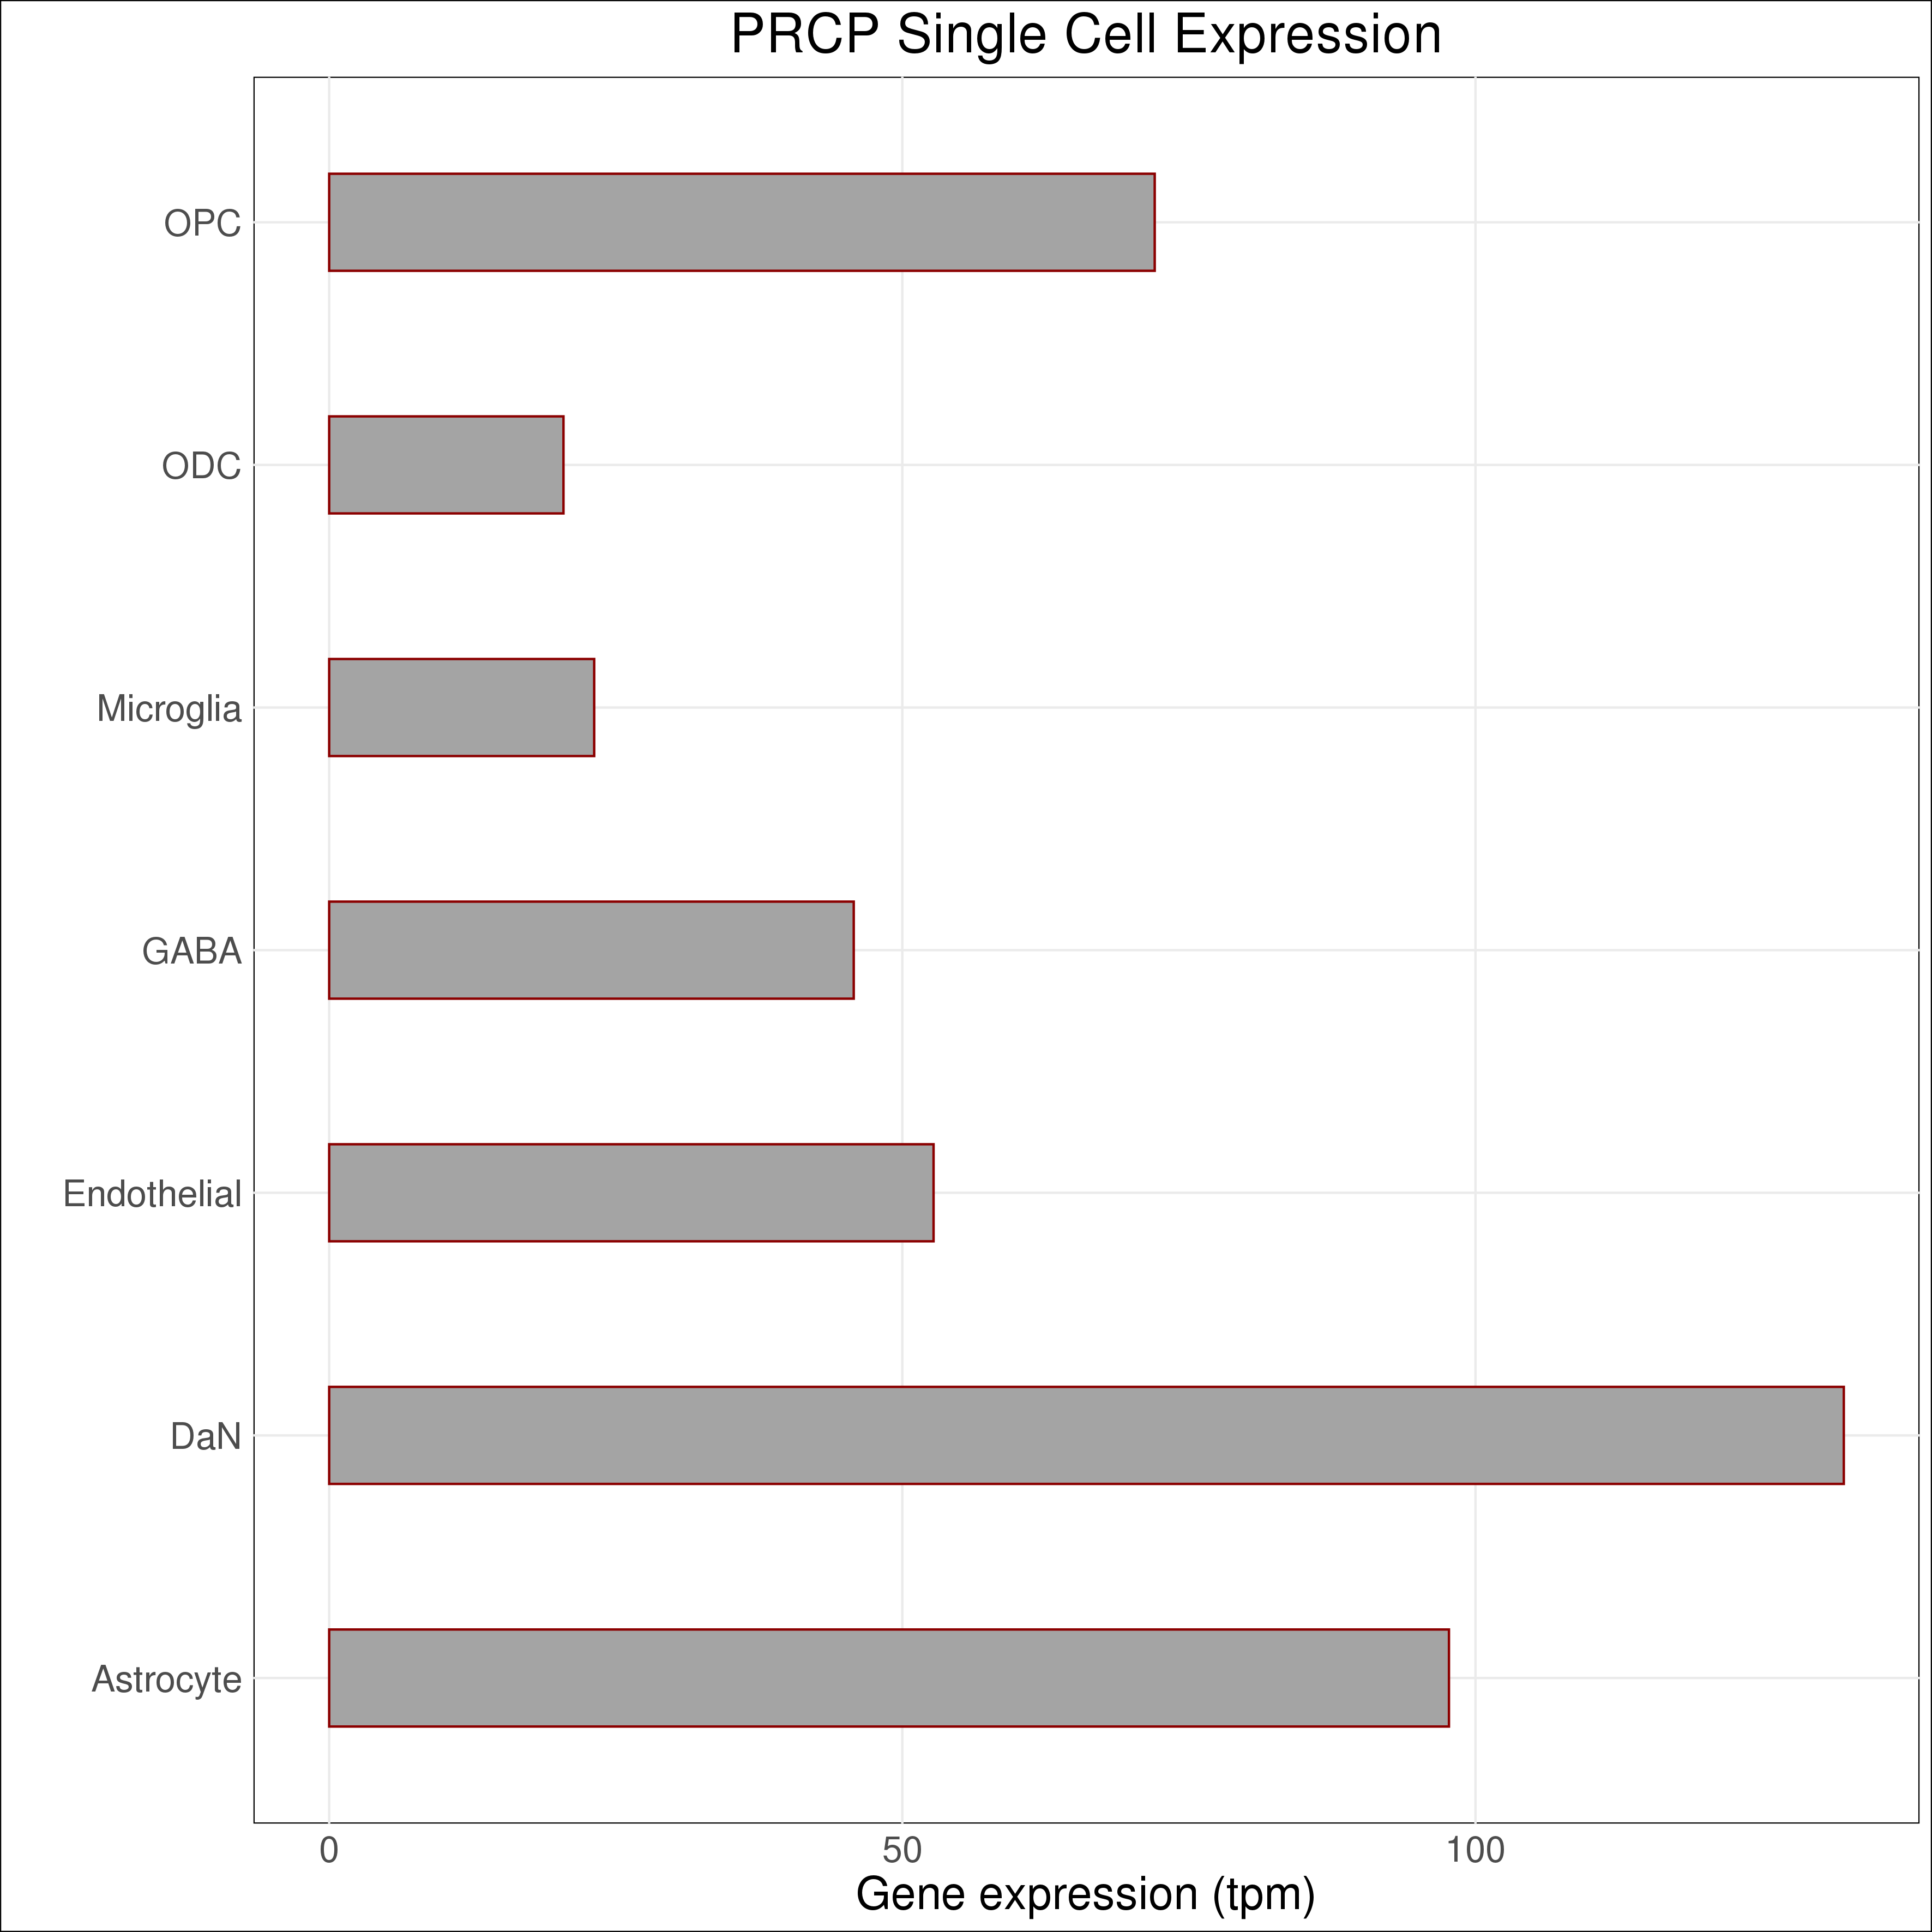 PRCP Single Cell Expression
OPC
ODC
Microglia
GABA
Endothelial
DaN
Astrocyte
0 50 100
Gene expression (tpm)